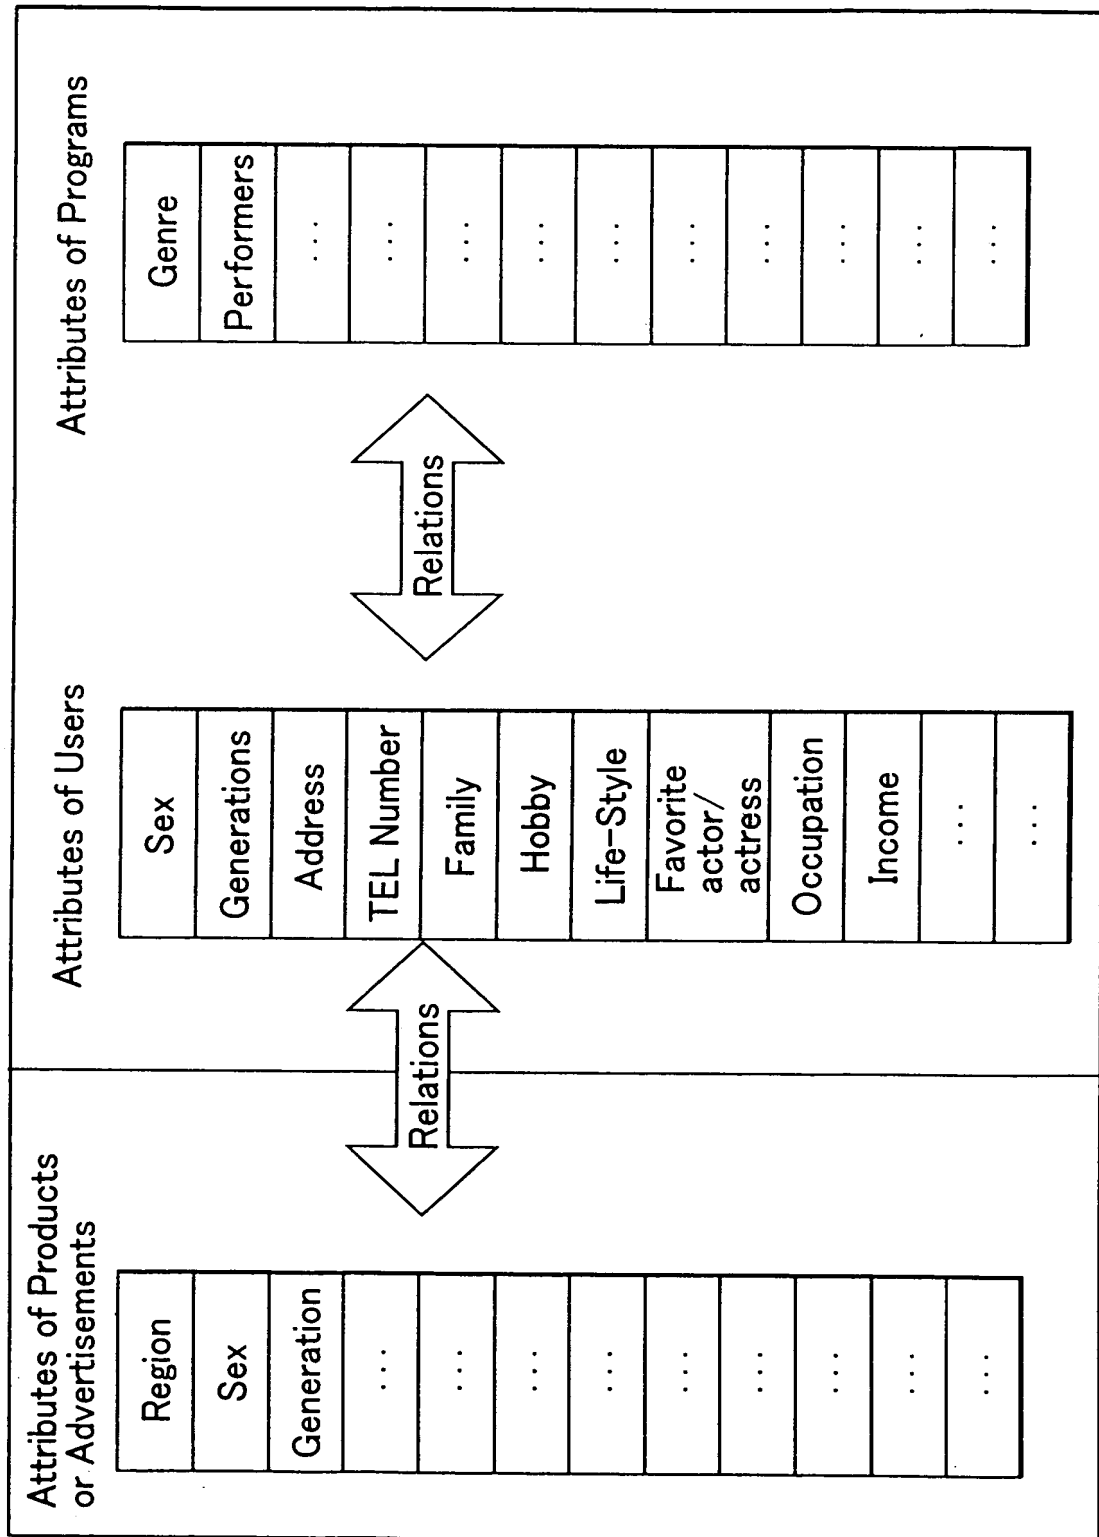 Attributes of Products
or Advertisements
Region
Sex
Generation
...
...
...
...
...
...
...
...
...
Relations
Attributes of Users
Sex
Generations
Address
TEL Number
Family
Hobby
Life-Style
Favorite
actor/
actress
Occupation
Income
...
...
Relations
Attributes of Programs
Genre
Performers
...
...
...
...
...
...
...
...
...
...